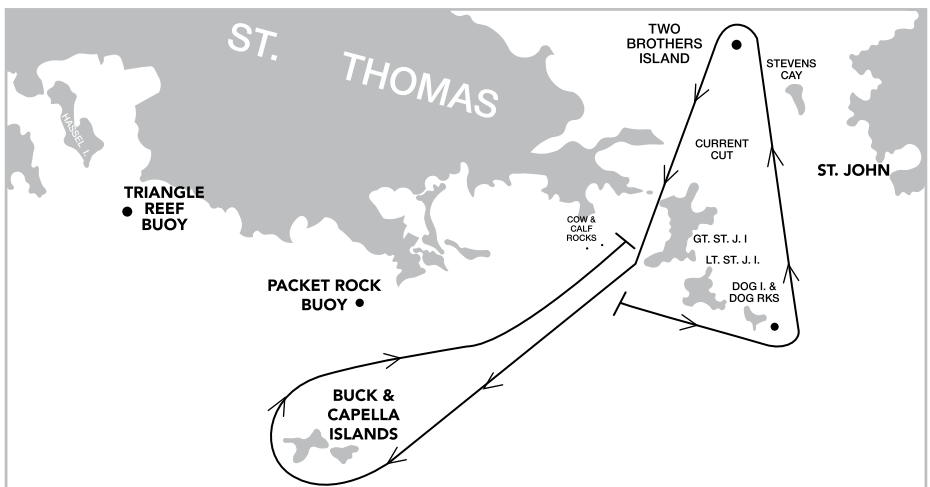 ST. THOMAS
HASSEL I.
TRIANGLE
REEF
BUOY
PACKET ROCK
BUOY
BUCK &
CAPELLA
ISLANDS
COW &
CALF
ROCKS
TWO
BROTHERS
ISLAND
STEVENS
CAY
CURRENT
CUT
ST. JOHN
GT. ST. J. I
LT. ST. J. I.
DOG I. &
DOG RKS